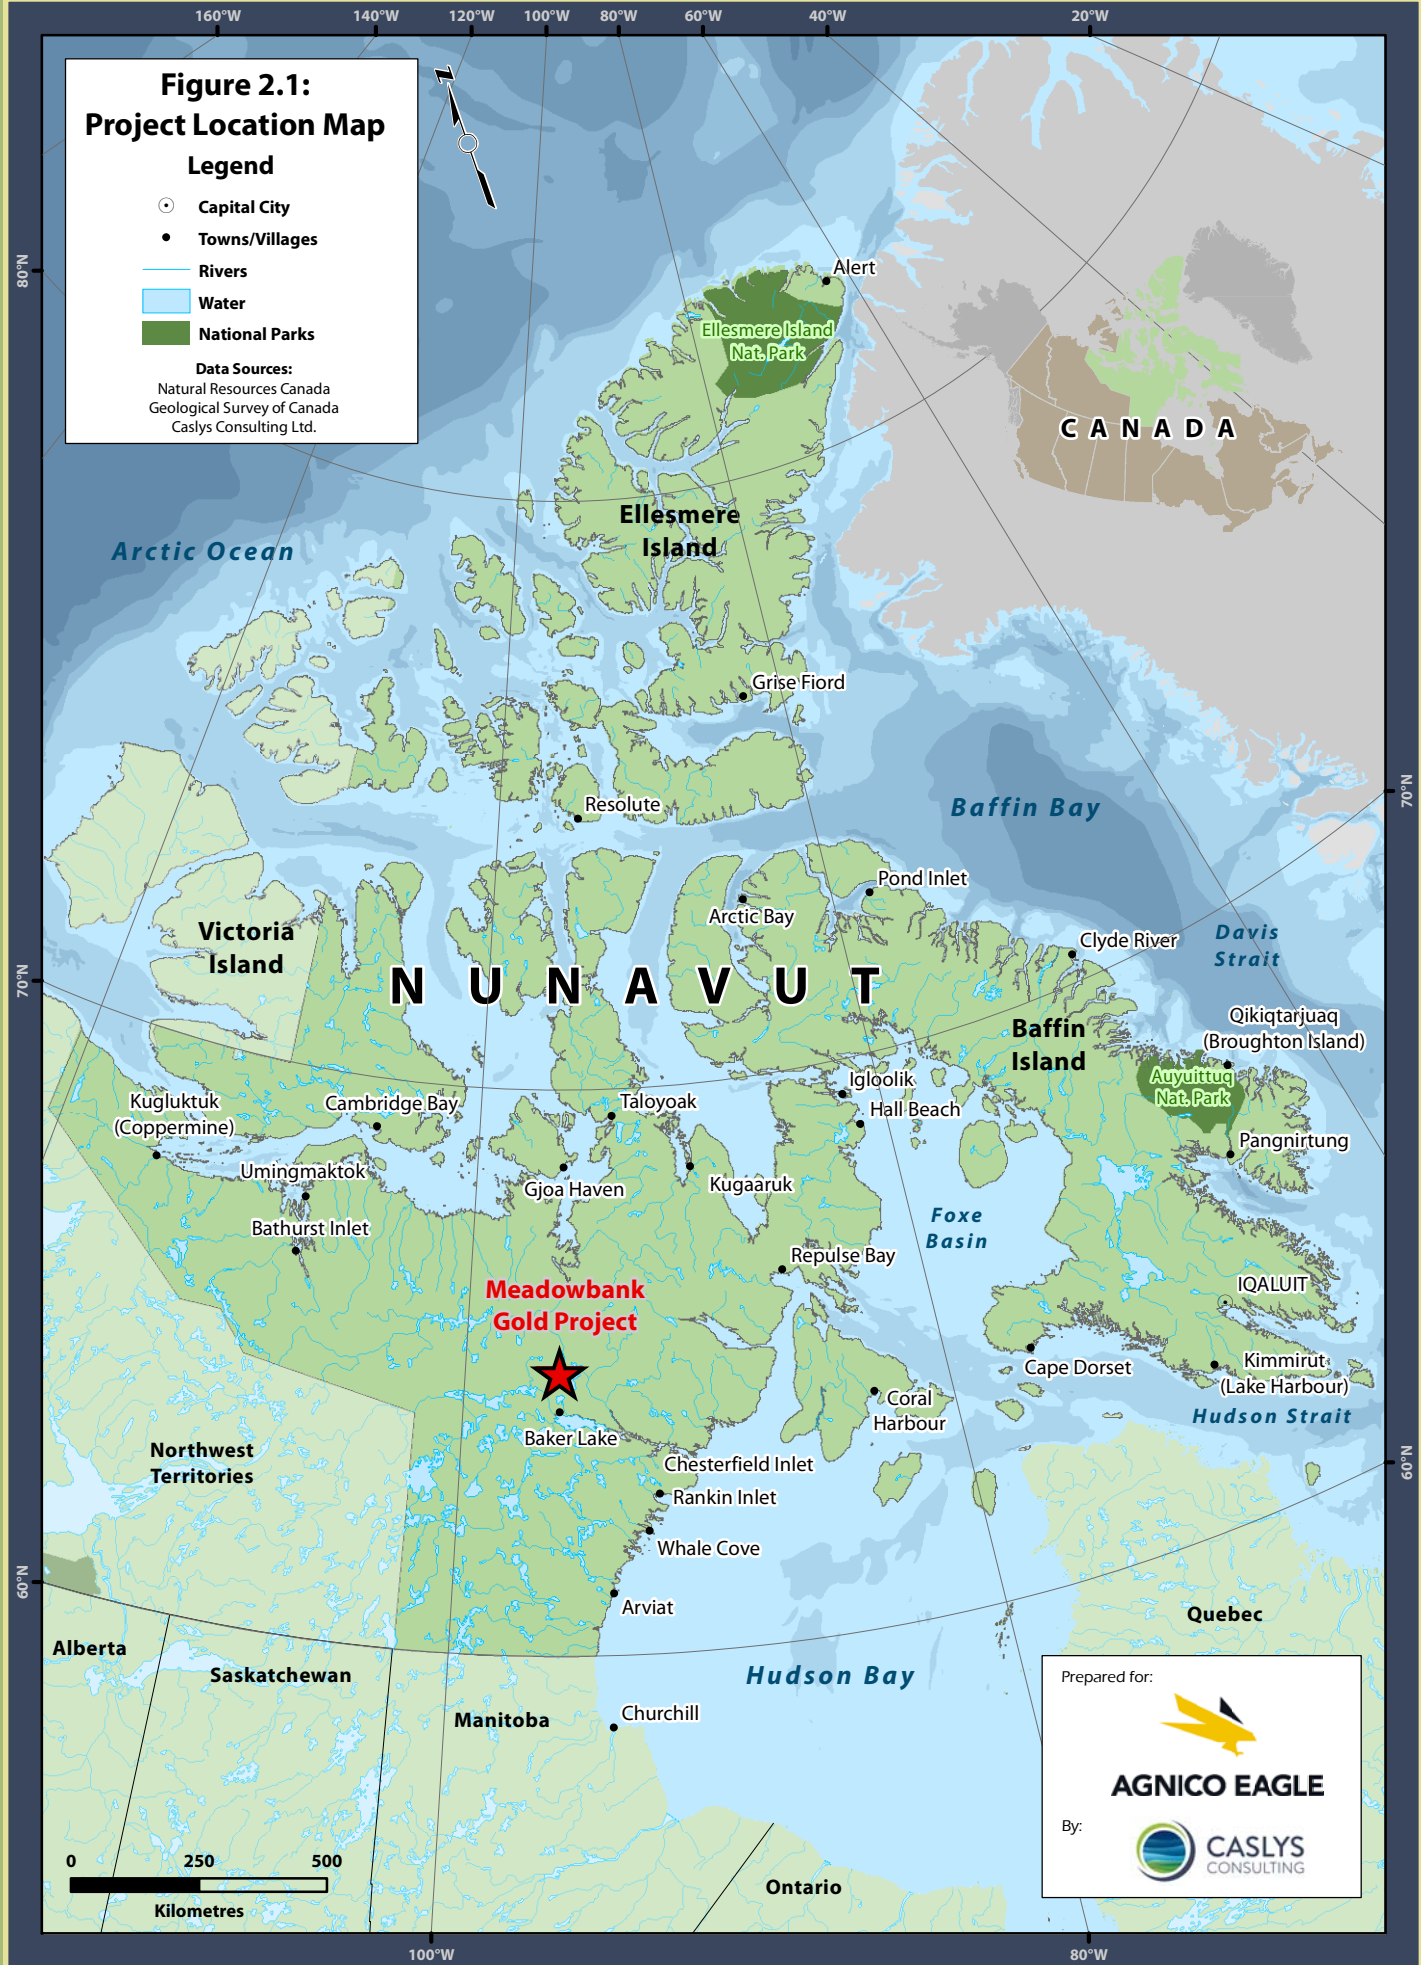 160°W
140°W
120°W
100°W
80°W
60°W
40°W
20°W
Figure 2.1:
Project Location Map
Legend
Capital City
Towns/Villages
Rivers
Water
National Parks
Data Sources:
Natural Resources Canada
Geological Survey of Canada
Caslys Consulting Ltd.
N
80°N
Alert
Ellesmere Island
Nat. Park
CANADA
Ellesmere
Island
Arctic Ocean
Grise Fiord
70°N
Resolute
Baffin Bay
Pond Inlet
Arctic Bay
Victoria
Island
Clyde River
Davis
Strait
70°N
NUNAVUT
Baffin
Island
Qikiqtarjuaq
(Broughton Island)
Auyuittuq
Nat. Park
Igloolik
Hall Beach
Kugluktuk
(Coppermine)
Cambridge Bay
Taloyoak
Pangnirtung
Umingmaktok
Gjoa Haven
Kugaaruk
Bathurst Inlet
Foxe
Basin
Repulse Bay
IQALUIT
Meadowbank
Gold Project
Cape Dorset
Kimmirut
(Lake Harbour)
Coral
Harbour
Hudson Strait
Baker Lake
Northwest
Territories
Chesterfield Inlet
60°N
Rankin Inlet
Whale Cove
60°N
Arviat
Quebec
Alberta
Saskatchewan
Hudson Bay
Manitoba
Churchill
Prepared for:
AGNICO EAGLE
By:
CASLYS
CONSULTING
0 250 500
Kilometres
Ontario
100°W
80°W